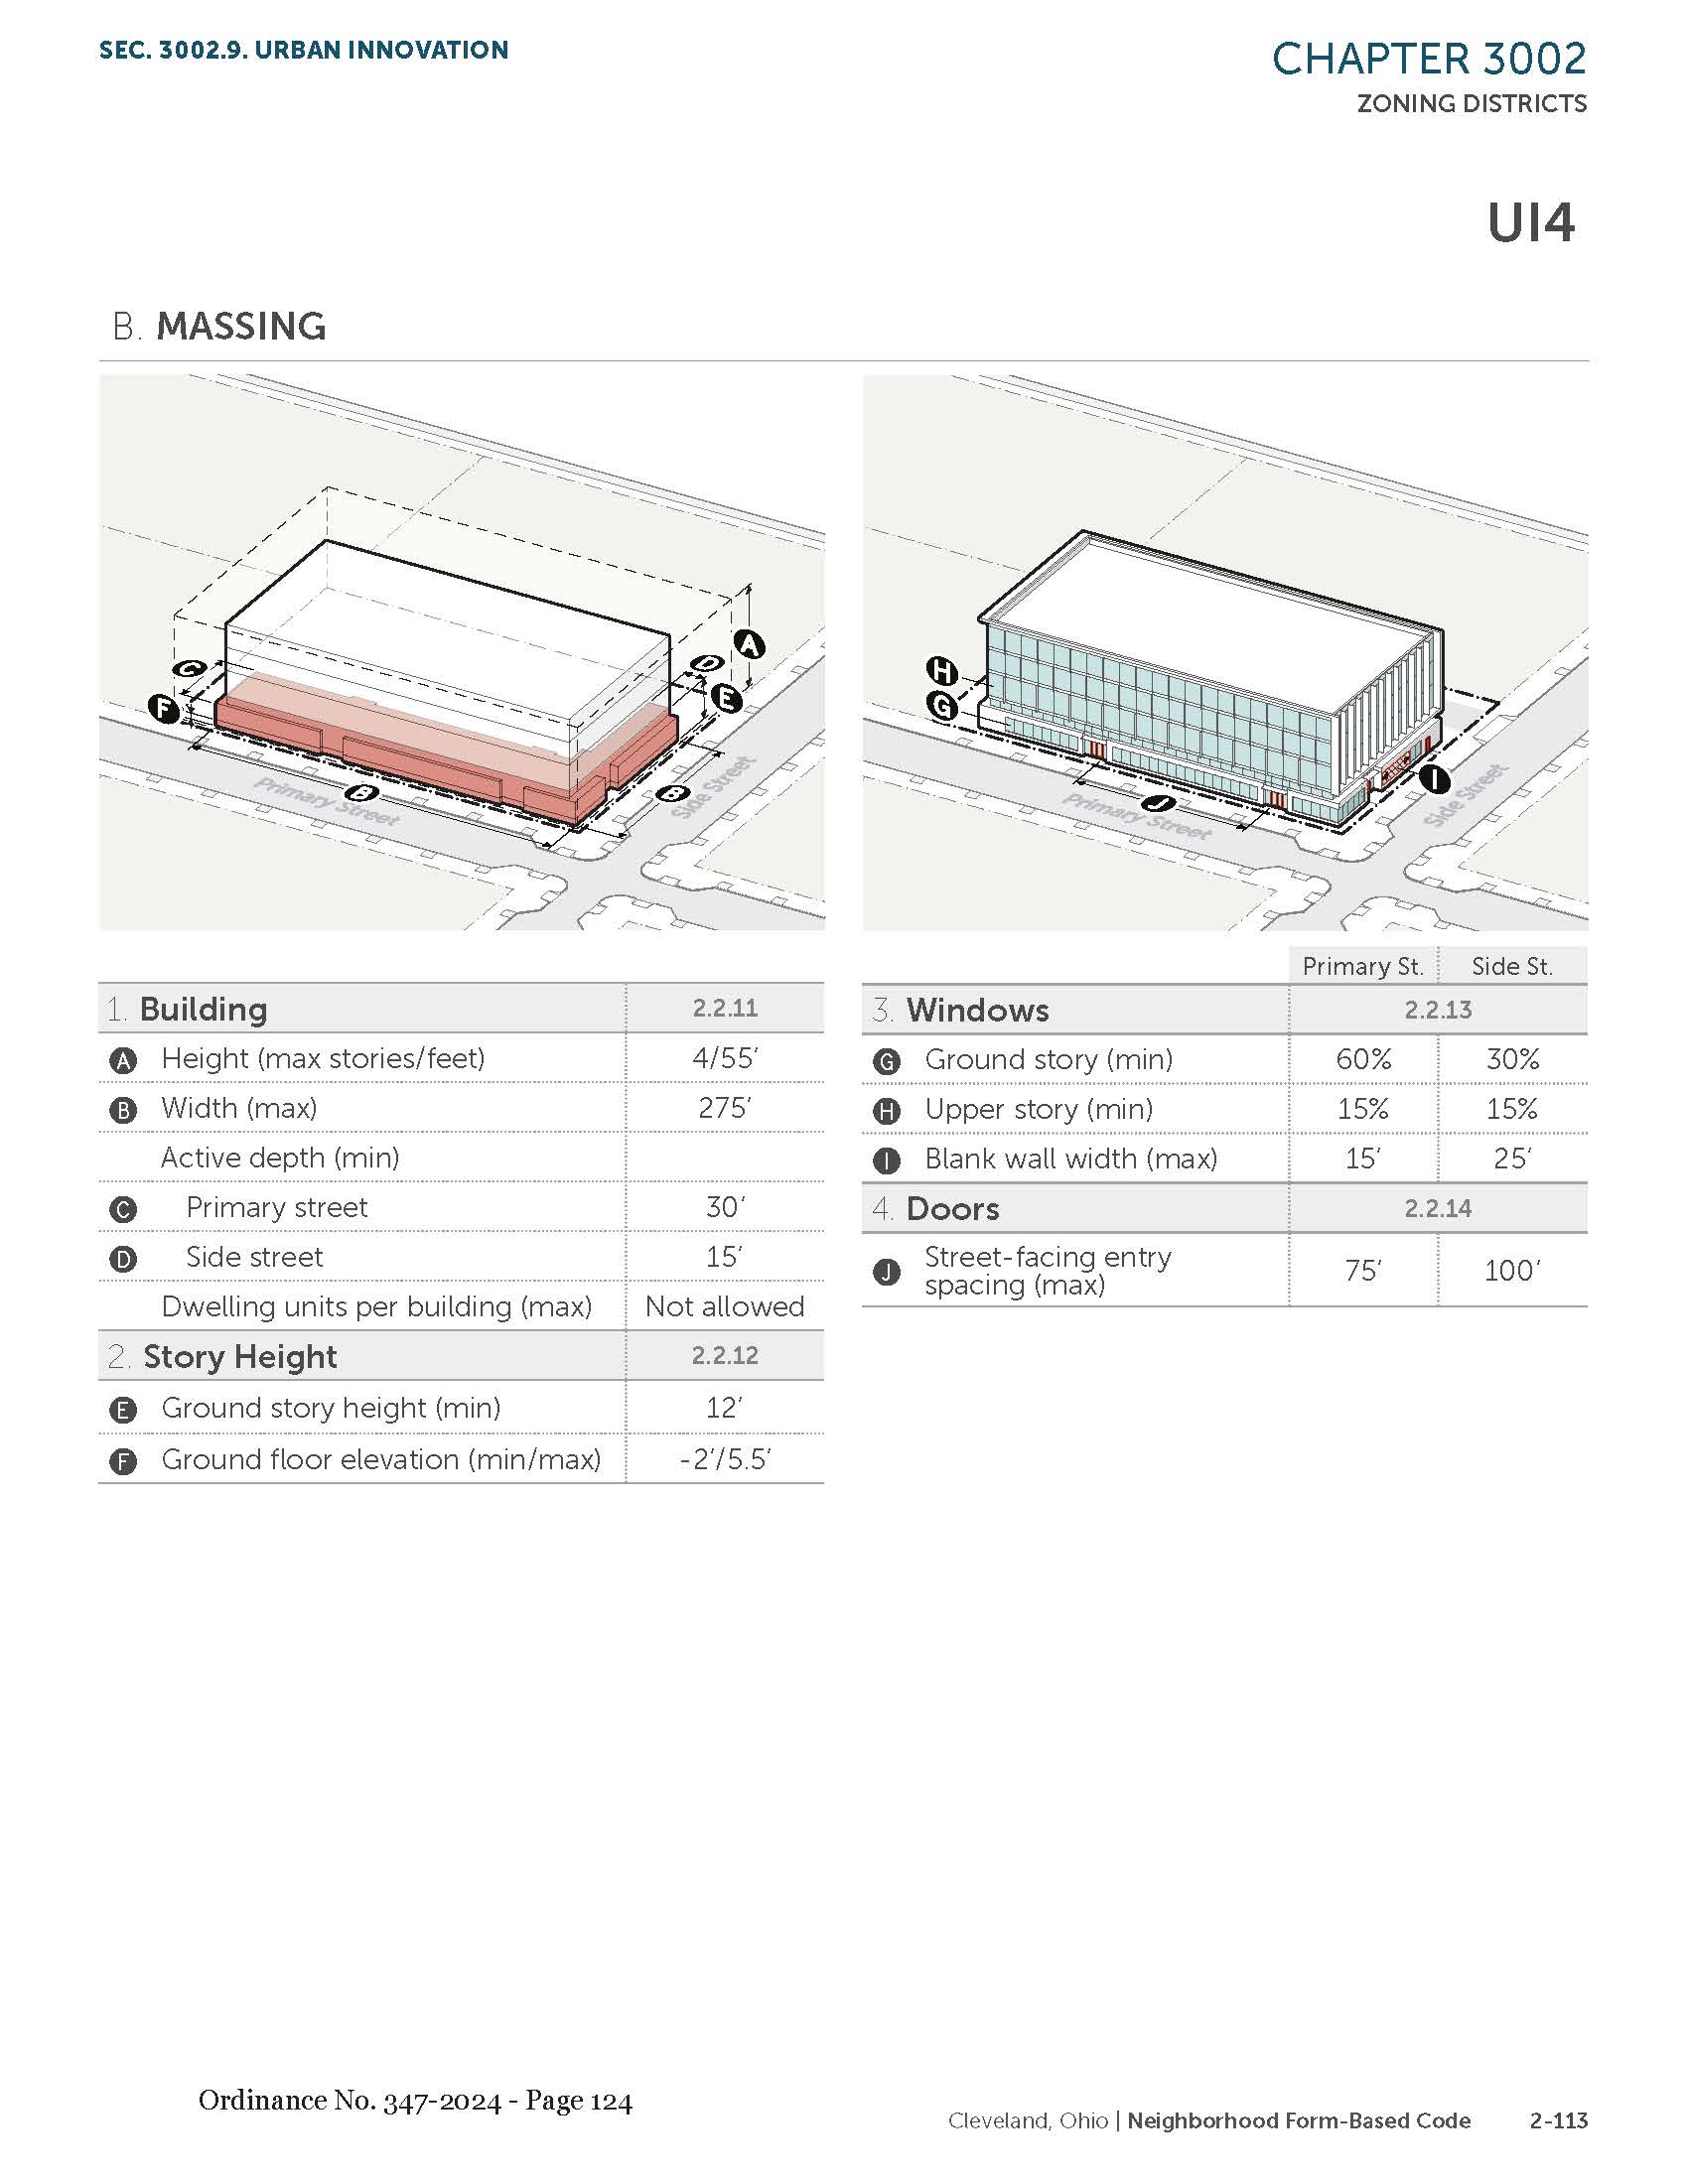 SEC. 3002.9. URBAN INNOVATION
CHAPTER 3002
ZONING DISTRICTS
UI4
B. MASSING
A
D
C
E
F
B
B
Primary Street
Side Street
H
G
I
J
Primary Street
Side Street
1. Building 2.2.11
A Height (max stories/feet) 4/55′
B Width (max) 275′
Active depth (min)
C Primary street 30′
D Side street 15′
Dwelling units per building (max) Not allowed
2. Story Height 2.2.12
E Ground story height (min) 12′
F Ground floor elevation (min/max) -2′/5.5′
Primary St. Side St.
3. Windows 2.2.13
G Ground story (min) 60% 30%
H Upper story (min) 15% 15%
I Blank wall width (max) 15′ 25′
4. Doors 2.2.14
J Street-facing entry
spacing (max) 75′ 100′
Ordinance No. 347-2024 - Page 124
Cleveland, Ohio | Neighborhood Form-Based Code 2-113